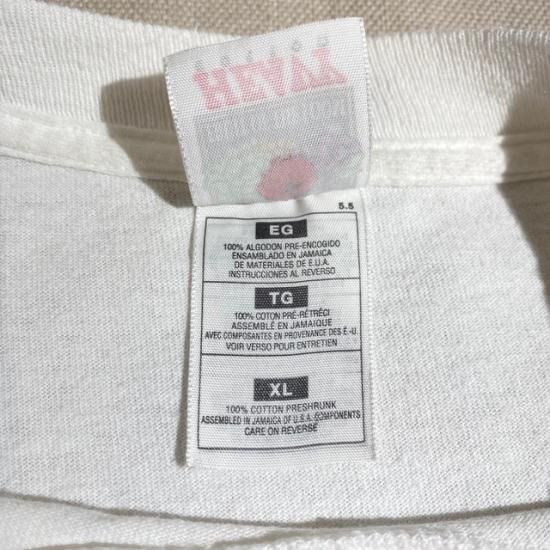 COTTON
HEAVY
5.5
EG
100% ALGODON PRE-ENCOGIDO
ENSAMBLADO EN JAMAICA
DE MATERIALES DE E.U.A.
INSTRUCCIONES AL REVERSO
TG
100% COTON PRÉ-RÉTRÉCI
ASSEMBLÉ EN JAMAIQUE
AVEC COMPOSANTES EN PROVENANCE DES É.-U.
VOIR VERSO POUR ENTRETIEN
XL
100% COTTON PRESHRUNK
ASSEMBLED IN JAMAICA OF U.S.A. COMPONENTS
CARE ON REVERSE